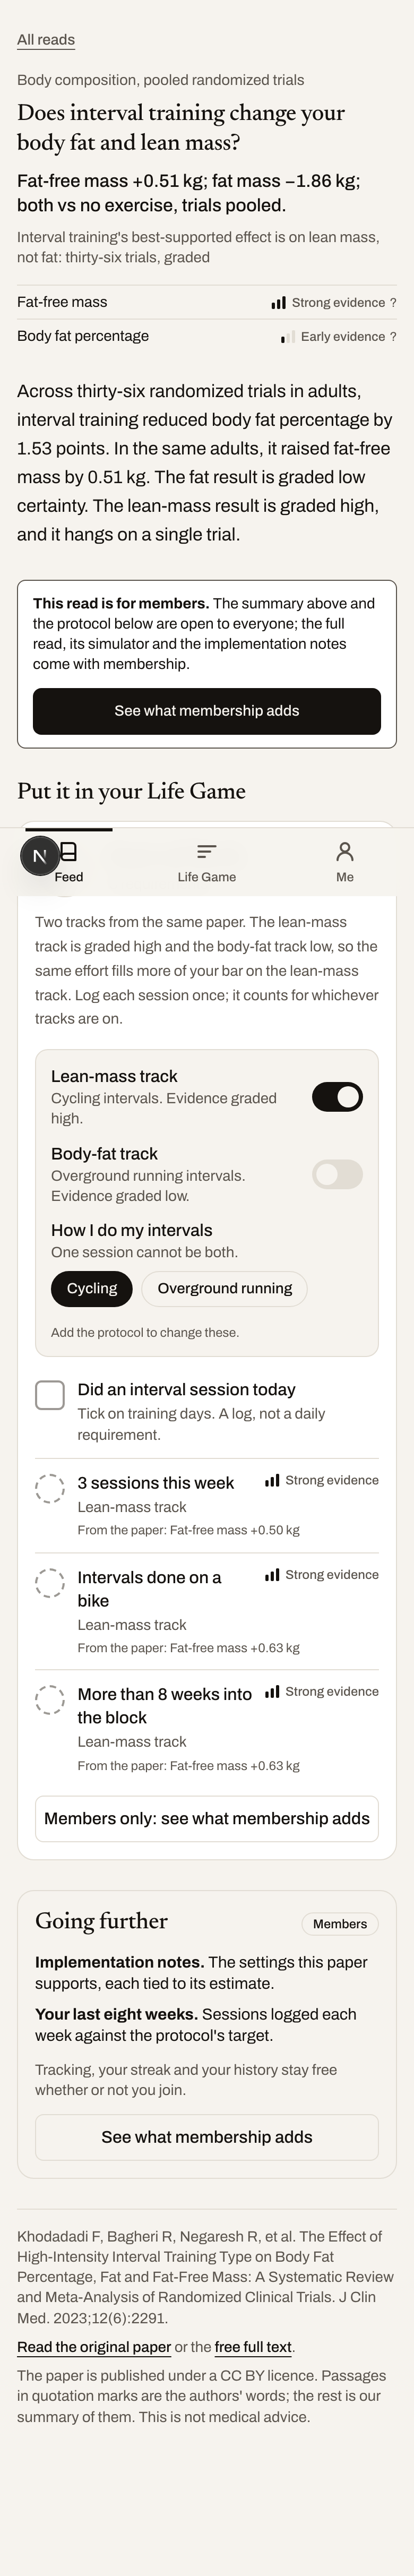 All reads
Body composition, pooled randomized trials
Does interval training change your
body fat and lean mass?
Fat-free mass +0.51 kg; fat mass −1.86 kg;
both vs no exercise, trials pooled.
Interval training's best-supported effect is on lean mass,
not fat: thirty-six trials, graded
Fat-free mass Strong evidence ?
Body fat percentage Early evidence ?
Across thirty-six randomized trials in adults,
interval training reduced body fat percentage by
1.53 points. In the same adults, it raised fat-free
mass by 0.51 kg. The fat result is graded low
certainty. The lean-mass result is graded high,
and it hangs on a single trial.
This read is for members. The summary above and
the protocol below are open to everyone; the full
read, its simulator and the implementation notes
come with membership.
See what membership adds
Put it in your Life Game
N
Feed Life Game Me
Two tracks from the same paper. The lean-mass
track is graded high and the body-fat track low, so the
same effort fills more of your bar on the lean-mass
track. Log each session once; it counts for whichever
tracks are on.
Lean-mass track
Cycling intervals. Evidence graded
high.
Body-fat track
Overground running intervals.
Evidence graded low.
How I do my intervals
One session cannot be both.
Cycling Overground running
Add the protocol to change these.
Did an interval session today
Tick on training days. A log, not a daily
requirement.
3 sessions this week Strong evidence
Lean-mass track
From the paper: Fat-free mass +0.50 kg
Intervals done on a Strong evidence
bike
Lean-mass track
From the paper: Fat-free mass +0.63 kg
More than 8 weeks into Strong evidence
the block
Lean-mass track
From the paper: Fat-free mass +0.63 kg
Members only: see what membership adds
Going further Members
Implementation notes. The settings this paper
supports, each tied to its estimate.
Your last eight weeks. Sessions logged each
week against the protocol's target.
Tracking, your streak and your history stay free
whether or not you join.
See what membership adds
Khodadadi F, Bagheri R, Negaresh R, et al. The Effect of
High-Intensity Interval Training Type on Body Fat
Percentage, Fat and Fat-Free Mass: A Systematic Review
and Meta-Analysis of Randomized Clinical Trials. J Clin
Med. 2023;12(6):2291.
Read the original paper or the free full text.
The paper is published under a CC BY licence. Passages
in quotation marks are the authors' words; the rest is our
summary of them. This is not medical advice.